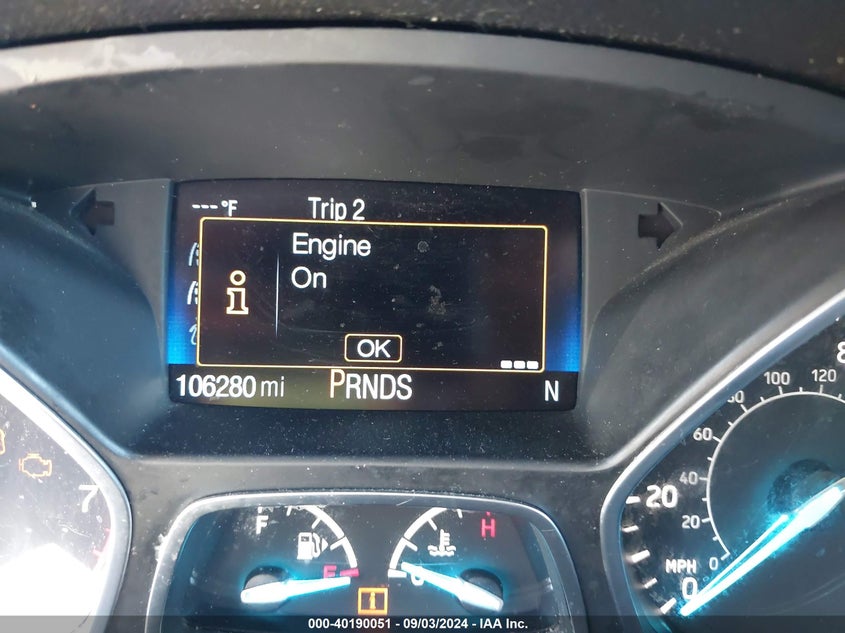 ---°F Trip 2
Engine
On
OK
106280 mi PRNDS N
7
F H
E C
MPH
0 20
0 20 40 60 80 100 120
000-40190051 - 09/03/2024 - IAA Inc.